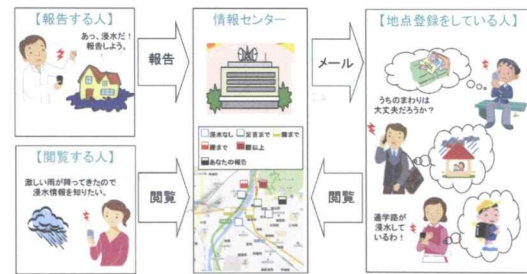 【報告する人】
あっ、浸水だ！
報告しよう。
報告
情報センター
メール
【地点登録をしている人】
うちのまわりは
大丈夫だろうか？
通学路が
浸水して
いるわ！
浸水なし
足首まで
膝まで
腰まで
腰以上
あなたの報告
【閲覧する人】
激しい雨が降ってきたので
浸水情報を知りたい。
閲覧
閲覧